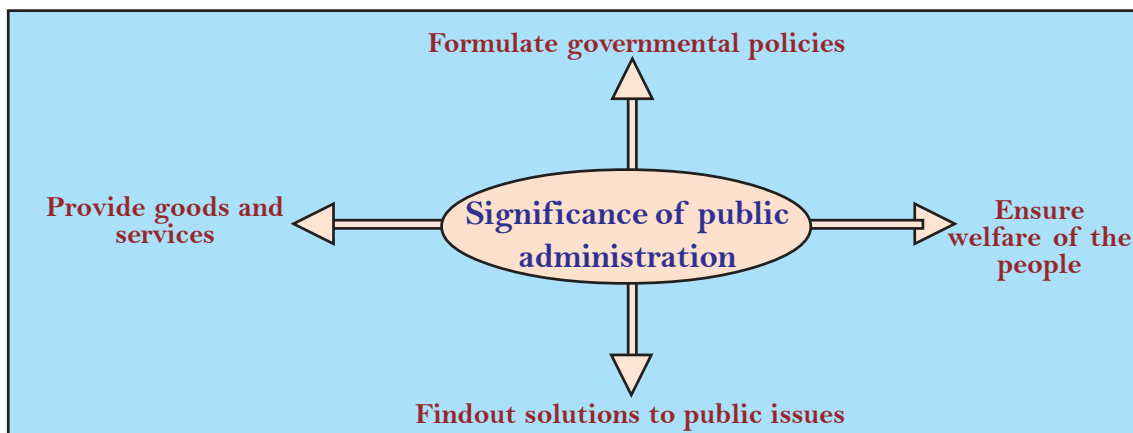 Formulate governmental policies
Provide goods and
services
Significance of public
administration
Ensure
welfare of the
people
Findout solutions to public issues